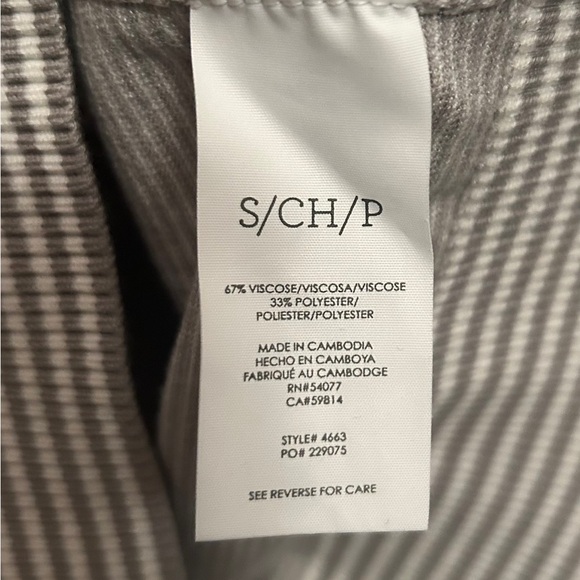 S/CH/P
67% VISCOSE/VISCOSA/VISCOSE
33% POLYESTER/
POLIESTER/POLYESTER
MADE IN CAMBODIA
HECHO EN CAMBOYA
FABRIQUÉ AU CAMBODGE
RN#54077
CA#59814
STYLE# 4663
PO# 229075
SEE REVERSE FOR CARE